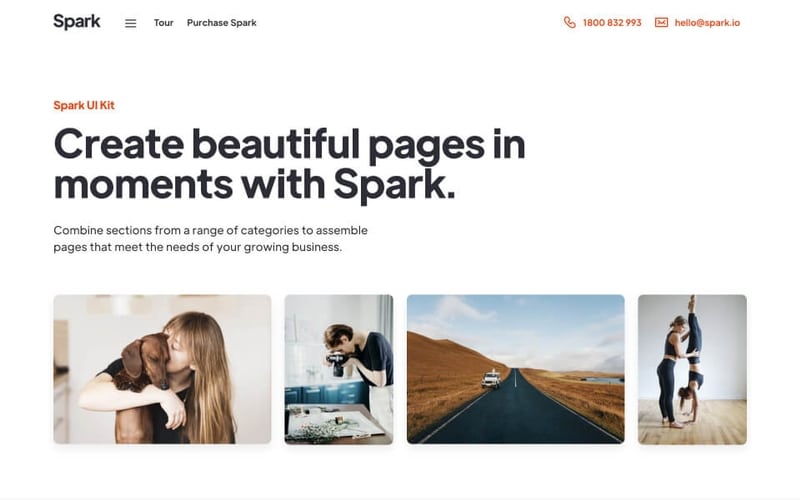 Spark
Tour
Purchase Spark
1800 832 993
hello@spark.io
Spark UI Kit
Create beautiful pages in
moments with Spark.
Combine sections from a range of categories to assemble
pages that meet the needs of your growing business.